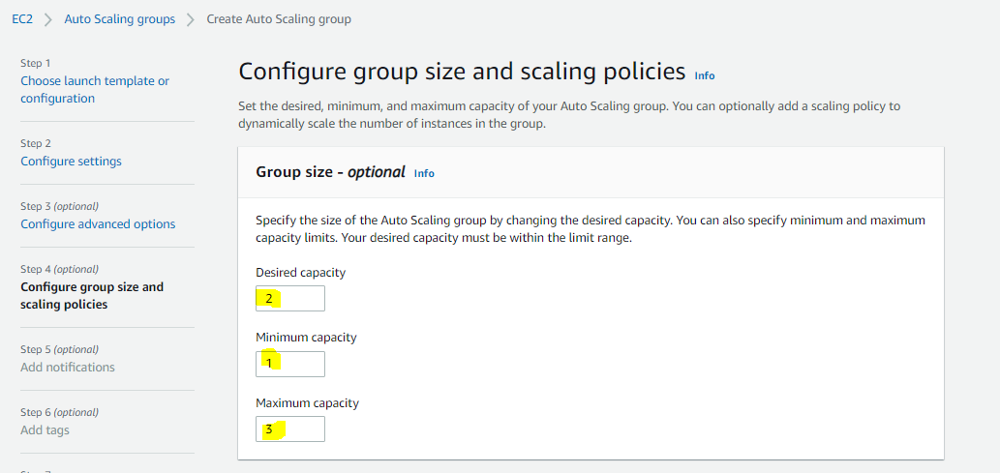 EC2 > Auto Scaling groups > Create Auto Scaling group
Step 1
Choose launch template or
configuration
Step 2
Configure settings
Step 3 (optional)
Configure advanced options
Step 4 (optional)
Configure group size and
scaling policies
Step 5 (optional)
Add notifications
Step 6 (optional)
Add tags
Configure group size and scaling policies Info
Set the desired, minimum, and maximum capacity of your Auto Scaling group. You can optionally add a scaling policy to
dynamically scale the number of instances in the group.
Group size - optional Info
Specify the size of the Auto Scaling group by changing the desired capacity. You can also specify minimum and maximum
capacity limits. Your desired capacity must be within the limit range.
Desired capacity
2
Minimum capacity
1
Maximum capacity
3